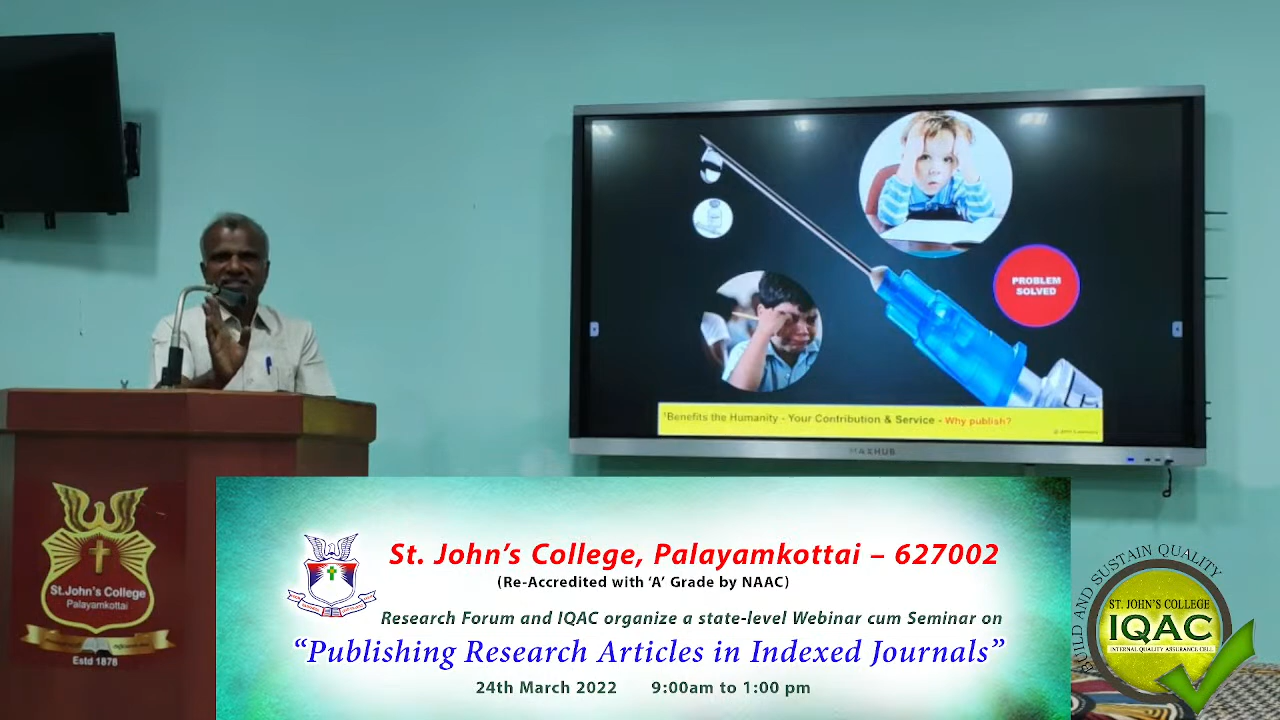 PROBLEM
SOLVED
Benefits the Humanity - Your Contribution & Service - Why publish?
MAXHUB
St.John's College
Palayamkottai
Estd 1878
St. John's College, Palayamkottai – 627002
(Re-Accredited with 'A' Grade by NAAC)
Research Forum and IQAC organize a state-level Webinar cum Seminar on
“Publishing Research Articles in Indexed Journals”
24th March 2022 9:00am to 1:00 pm
BUILD AND SUSTAIN QUALITY
ST. JOHN'S COLLEGE
IQAC
INTERNAL QUALITY ASSURANCE CELL